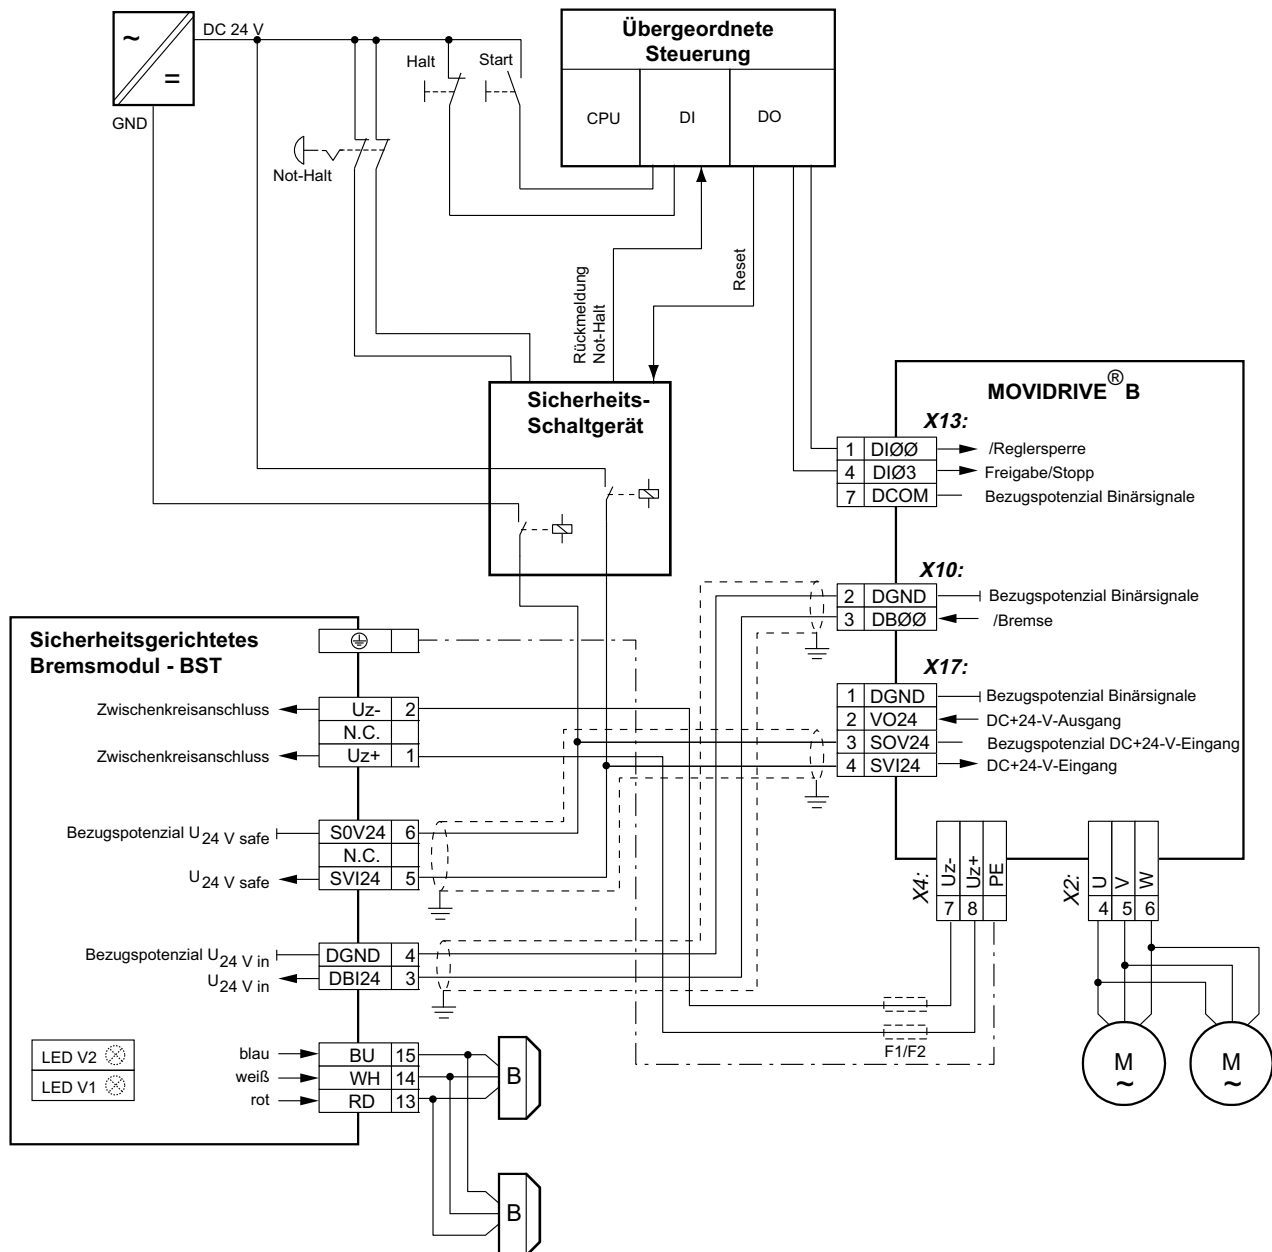 ~
=
DC 24 V
GND
Not-Halt
Halt
Start
Übergeordnete
Steuerung
CPU
DI
DO
Rückmeldung
Not-Halt
Reset
Sicherheits-
Schaltgerät
MOVIDRIVE® B
X13:
1 DIØØ /Reglersperre
4 DIØ3 Freigabe/Stopp
7 DCOM Bezugspotenzial Binärsignale
X10:
2 DGND Bezugspotenzial Binärsignale
3 DBØØ /Bremse
X17:
1 DGND Bezugspotenzial Binärsignale
2 VO24 DC+24-V-Ausgang
3 SOV24 Bezugspotenzial DC+24-V-Eingang
4 SVI24 DC+24-V-Eingang
X4:
Uz- Uz+ PE
7 8
X2:
U V W
4 5 6
F1/F2
M
~
M
~
Sicherheitsgerichtetes
Bremsmodul - BST
Zwischenkreisanschluss Uz- 2
N.C.
Zwischenkreisanschluss Uz+ 1
Bezugspotenzial U24 V safe S0V24 6
N.C.
U24 V safe SVI24 5
Bezugspotenzial U24 V in DGND 4
U24 V in DBI24 3
LED V2
LED V1
blau BU 15
weiß WH 14
rot RD 13
B
B